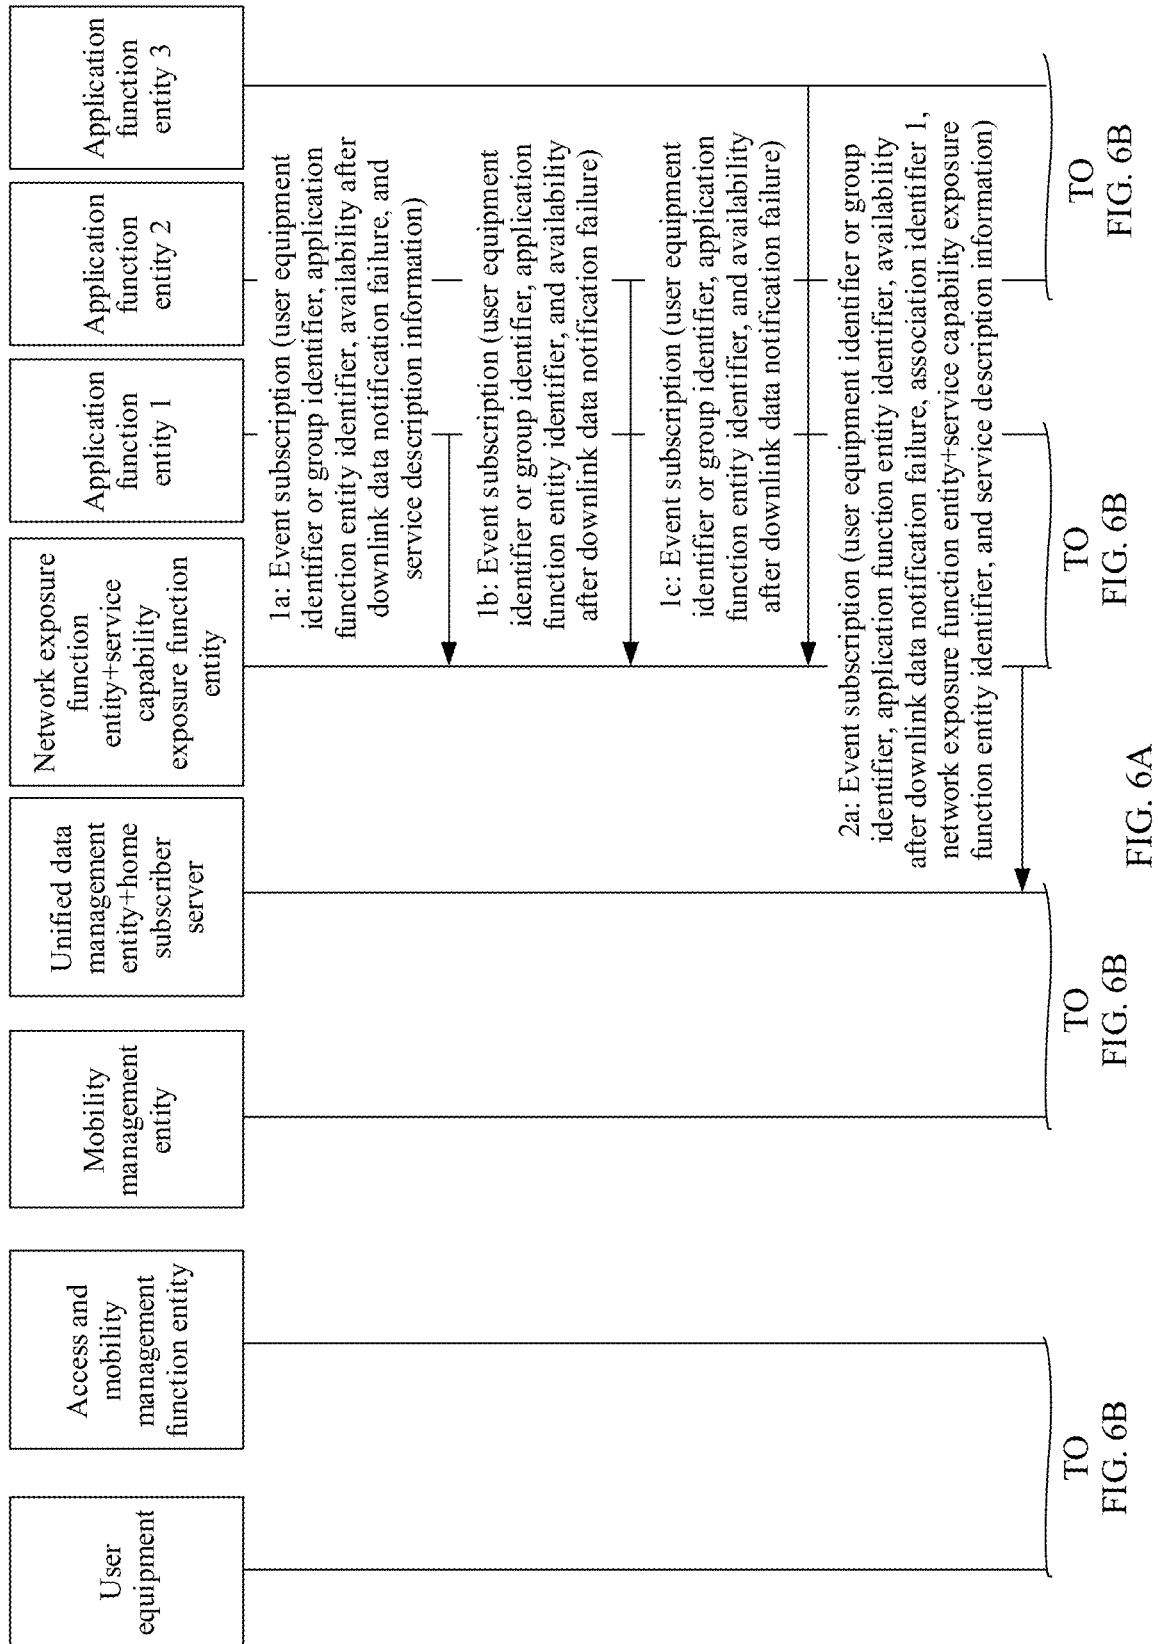 User
equipment
Access and
mobility
management
function entity
Mobility
management
entity
Unified data
management
entity+home
subscriber
server
Network exposure
function
entity+service
capability
exposure function
entity
Application
function
entity 1
Application
function
entity 2
Application
function
entity 3
1a: Event subscription (user equipment
identifier or group identifier, application
function entity identifier, availability after
downlink data notification failure, and
service description information)
1b: Event subscription (user equipment
identifier or group identifier, application
function entity identifier, and availability
after downlink data notification failure)
1c: Event subscription (user equipment
identifier or group identifier, application
function entity identifier, and availability
after downlink data notification failure)
2a: Event subscription (user equipment identifier or group
identifier, application function entity identifier, availability
after downlink data notification failure, association identifier 1,
network exposure function entity+service capability exposure
function entity identifier, and service description information)
TO
FIG. 6B
TO
FIG. 6B
TO
FIG. 6B
TO
FIG. 6B
FIG. 6A